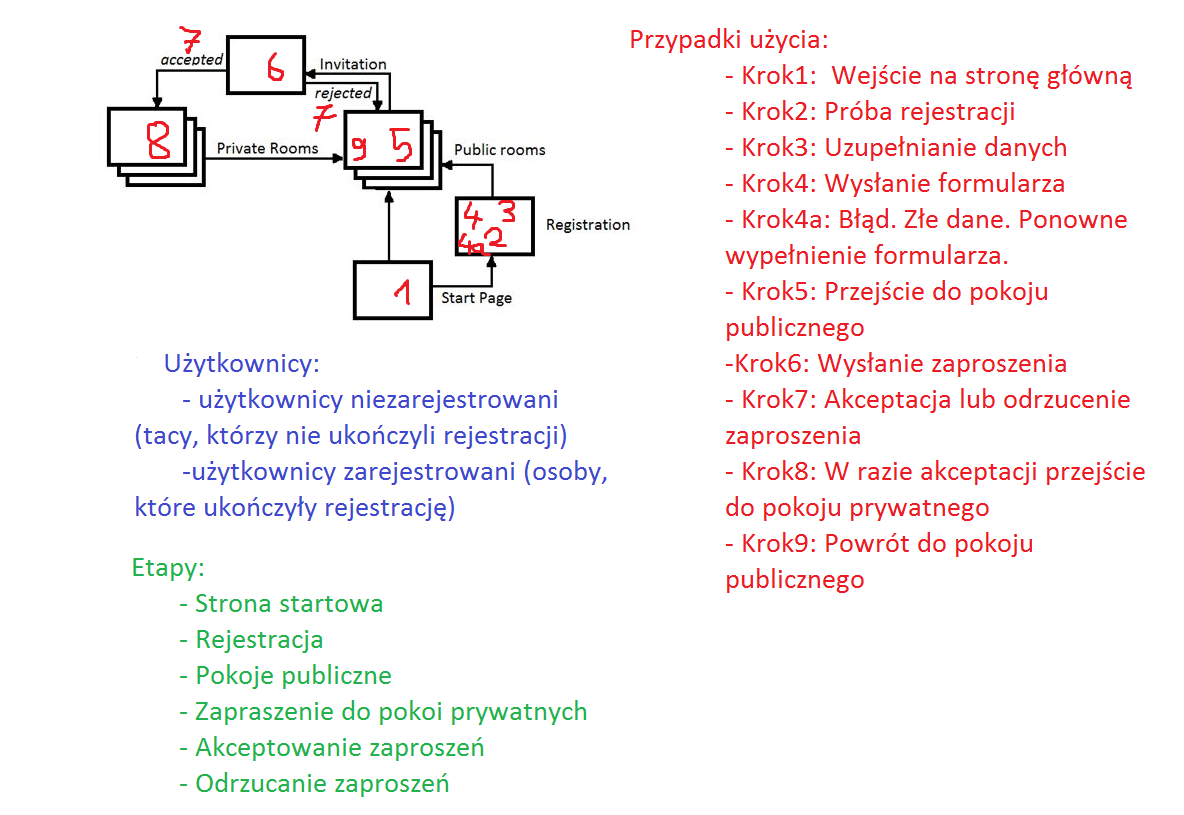 7
accepted
6
Invitation
rejected
7
8
Private Rooms
9 5
Public rooms
4 3
4a 2
Registration
1
Start Page
Przypadki użycia:
- Krok1:  Wejście na stronę główną
- Krok2: Próba rejestracji
- Krok3: Uzupełnianie danych
- Krok4: Wysłanie formularza
- Krok4a: Błąd. Złe dane. Ponowne
wypełnienie formularza.
- Krok5: Przejście do pokoju
publicznego
-Krok6: Wysłanie zaproszenia
- Krok7: Akceptacja lub odrzucenie
zaproszenia
- Krok8: W razie akceptacji przejście
do pokoju prywatnego
- Krok9: Powrót do pokoju
publicznego
Użytkownicy:
- użytkownicy niezarejestrowani
(tacy, którzy nie ukończyli rejestracji)
-użytkownicy zarejestrowani (osoby,
które ukończyły rejestrację)
Etapy:
- Strona startowa
- Rejestracja
- Pokoje publiczne
- Zapraszenie do pokoi prywatnych
- Akceptowanie zaproszeń
- Odrzucanie zaproszeń